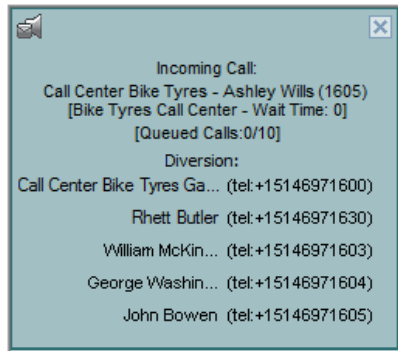 Incoming Call:
Call Center Bike Tyres - Ashley Wills (1605)
[Bike Tyres Call Center - Wait Time: 0]
[Queued Calls:0/10]
Diversion:
Call Center Bike Tyres Ga... (tel:+15146971600)
Rhett Butler (tel:+15146971630)
William McKin... (tel:+15146971603)
George Washin... (tel:+15146971604)
John Bowen (tel:+15146971605)